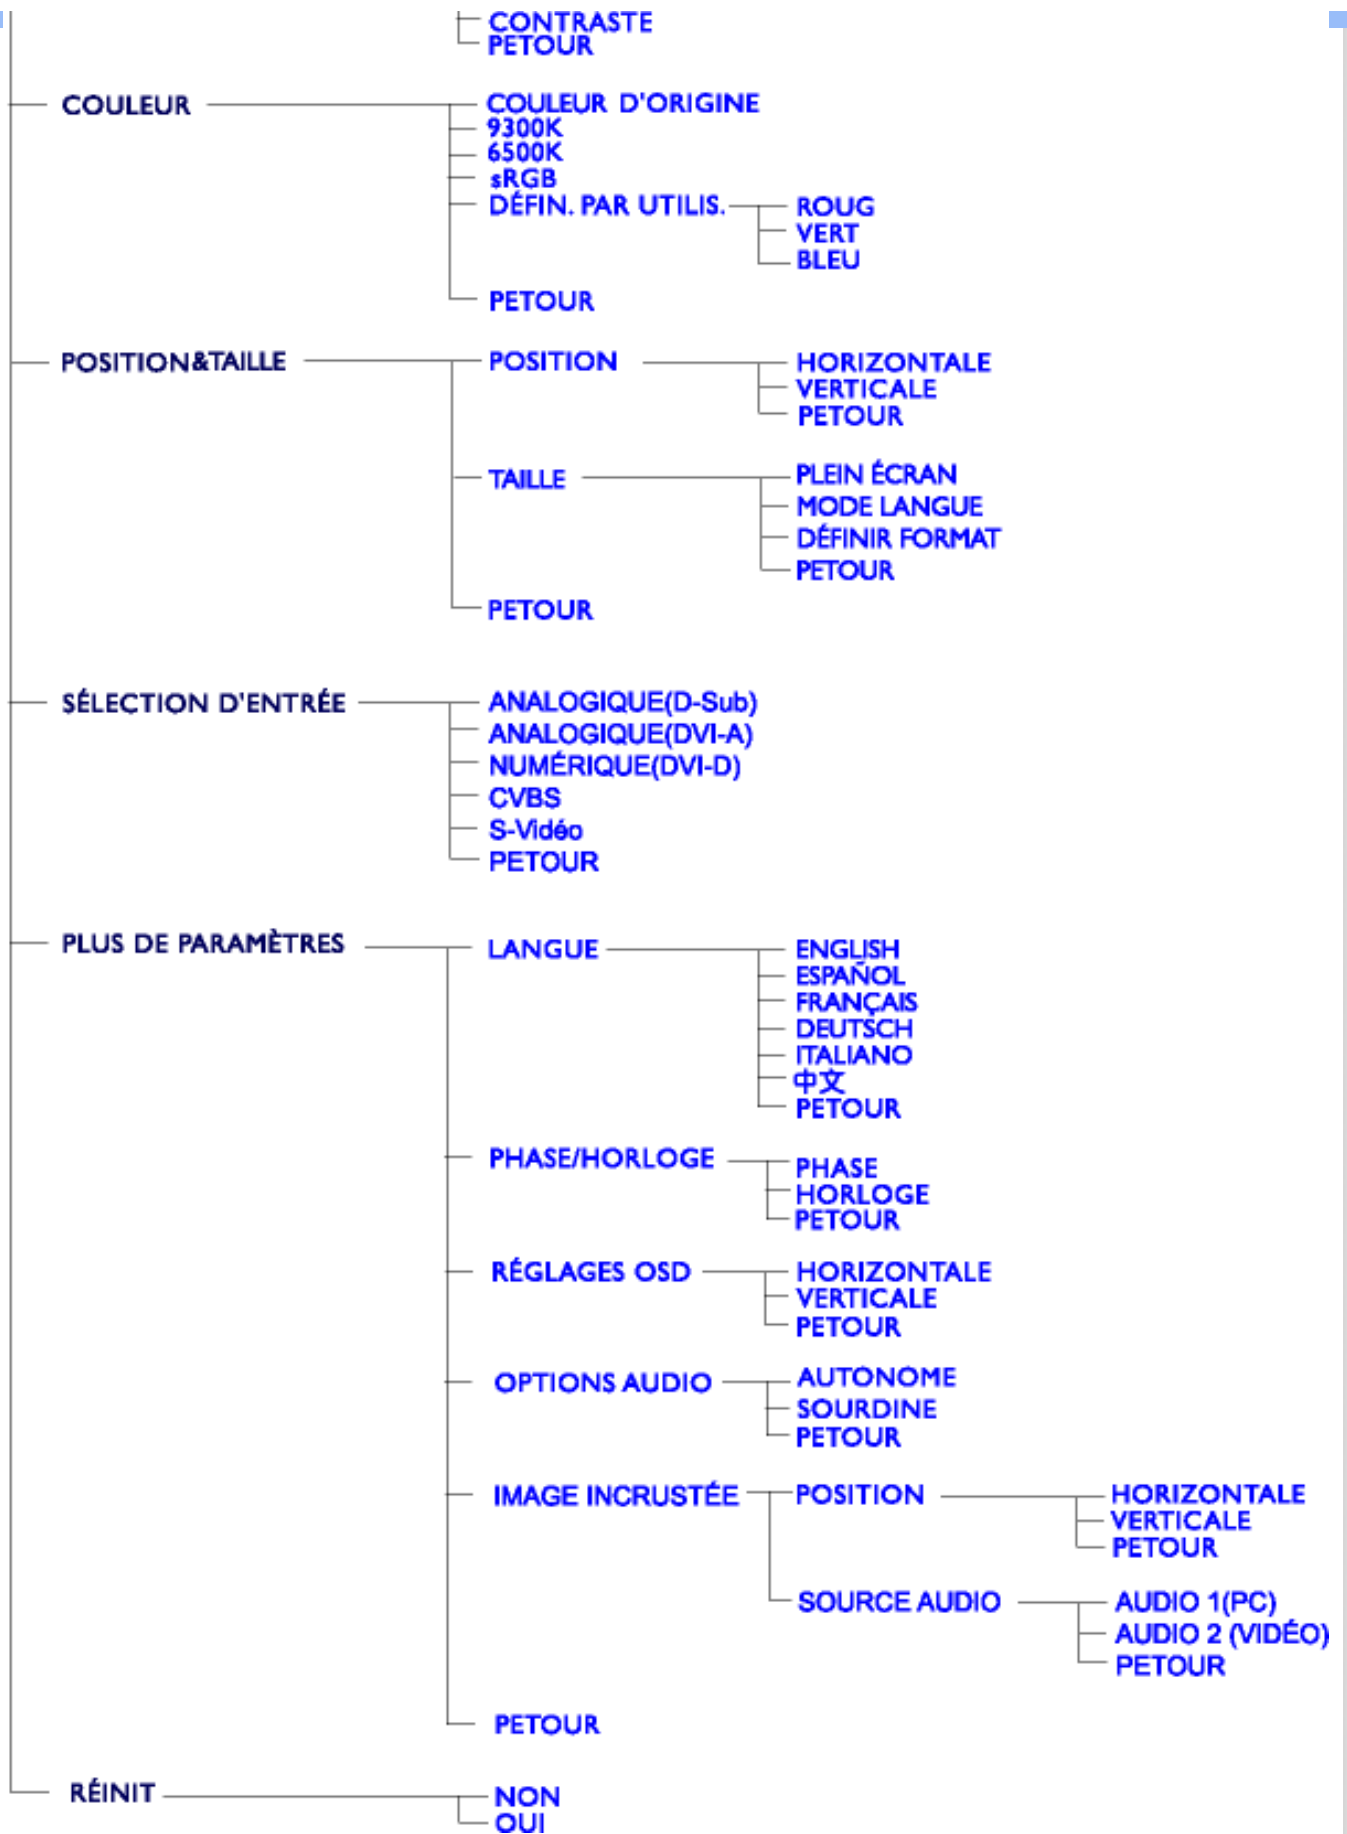 CONTRASTE
PETOUR
COULEUR
COULEUR D'ORIGINE
9300K
6500K
sRGB
DÉFIN. PAR UTILIS.
ROUG
VERT
BLEU
PETOUR
POSITION&TAILLE
POSITION
HORIZONTALE
VERTICALE
PETOUR
TAILLE
PLEIN ÉCRAN
MODE LANGUE
DÉFINIR FORMAT
PETOUR
PETOUR
SÉLECTION D'ENTRÉE
ANALOGIQUE(D-Sub)
ANALOGIQUE(DVI-A)
NUMÉRIQUE(DVI-D)
CVBS
S-Vidéo
PETOUR
PLUS DE PARAMÈTRES
LANGUE
ENGLISH
ESPAÑOL
FRANÇAIS
DEUTSCH
ITALIANO
中文
PETOUR
PHASE/HORLOGE
PHASE
HORLOGE
PETOUR
RÉGLAGES OSD
HORIZONTALE
VERTICALE
PETOUR
OPTIONS AUDIO
AUTONOME
SOURDINE
PETOUR
IMAGE INCRUSTÉE
POSITION
HORIZONTALE
VERTICALE
PETOUR
SOURCE AUDIO
AUDIO 1(PC)
AUDIO 2 (VIDÉO)
PETOUR
PETOUR
RÉINIT
NON
OUI